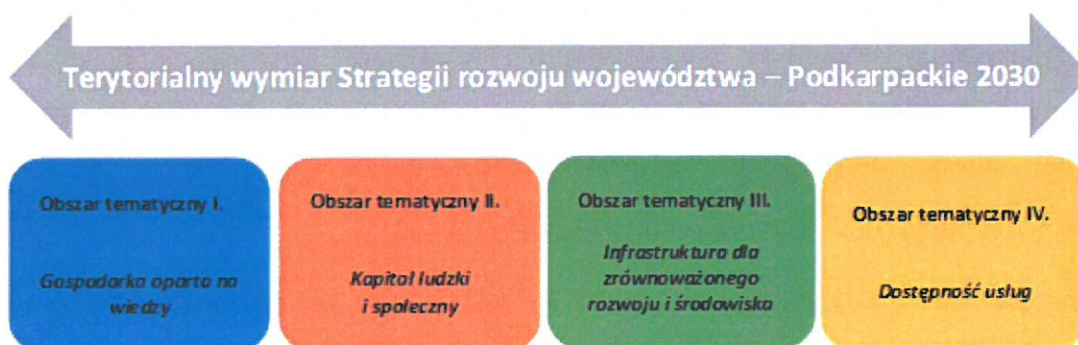 Terytorialny wymiar Strategii rozwoju województwa – Podkarpackie 2030
Obszar tematyczny I.
Gospodarka oparta na
wiedzy
Obszar tematyczny II.
Kapitał ludzki
i społeczny
Obszar tematyczny III.
Infrastruktura dla
zrównoważonego
rozwoju i środowiska
Obszar tematyczny IV.
Dostępność usług